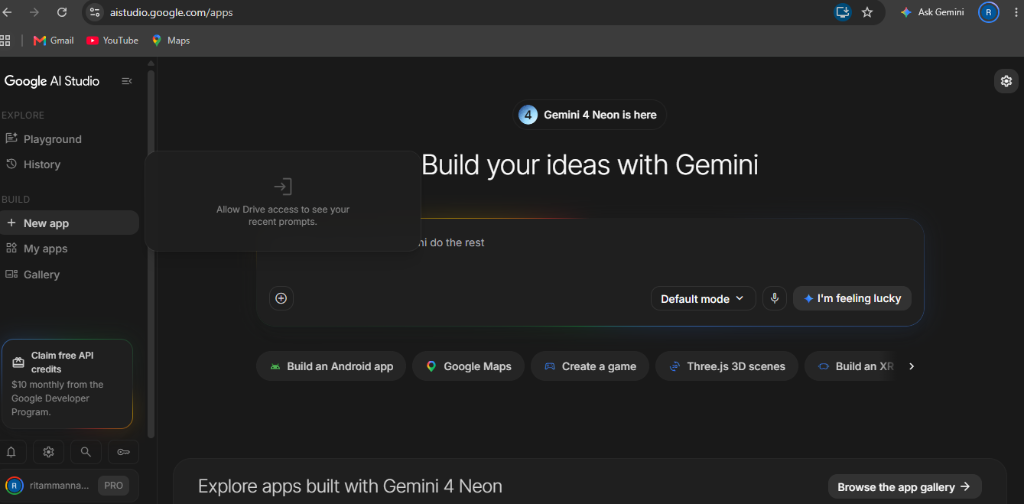 aistudio.google.com/apps
Ask Gemini
R
Gmail
YouTube
Maps
Google AI Studio
EXPLORE
Playground
History
BUILD
New app
My apps
Gallery
Claim free API
credits
$10 monthly from the
Google Developer
Program.
R
ritammanna...
PRO
Allow Drive access to see your
recent prompts.
4
Gemini 4 Neon is here
Build your ideas with Gemini
do the rest
Default mode
I'm feeling lucky
Build an Android app
Google Maps
Create a game
Three.js 3D scenes
Build an XR
Explore apps built with Gemini 4 Neon
Browse the app gallery